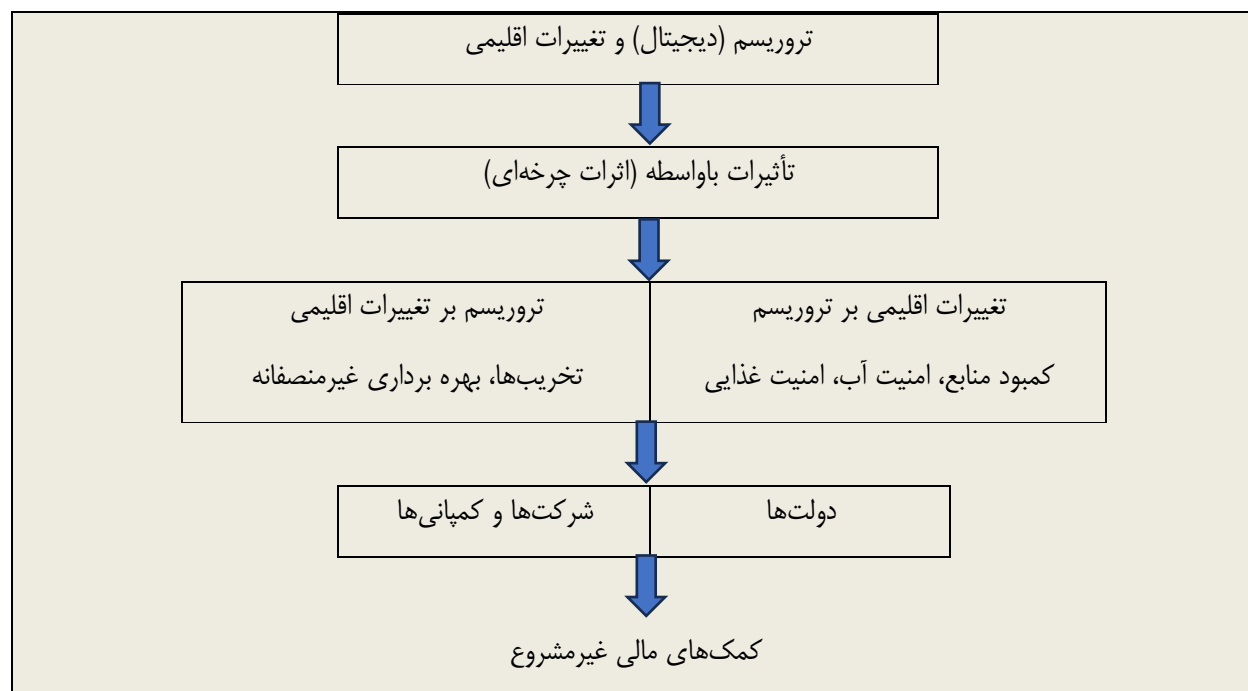 تروریسم (دیجیتال) و تغییرات اقلیمی
تأثیرات باواسطه (اثرات چرخه‌ای)
تغییرات اقلیمی بر تروریسم
کمبود منابع، امنیت آب، امنیت غذایی
تروریسم بر تغییرات اقلیمی
تخریب‌ها، بهره برداری غیرمنصفانه
دولت‌ها
شرکت‌ها و کمپانی‌ها
کمک‌های مالی غیرمشروع